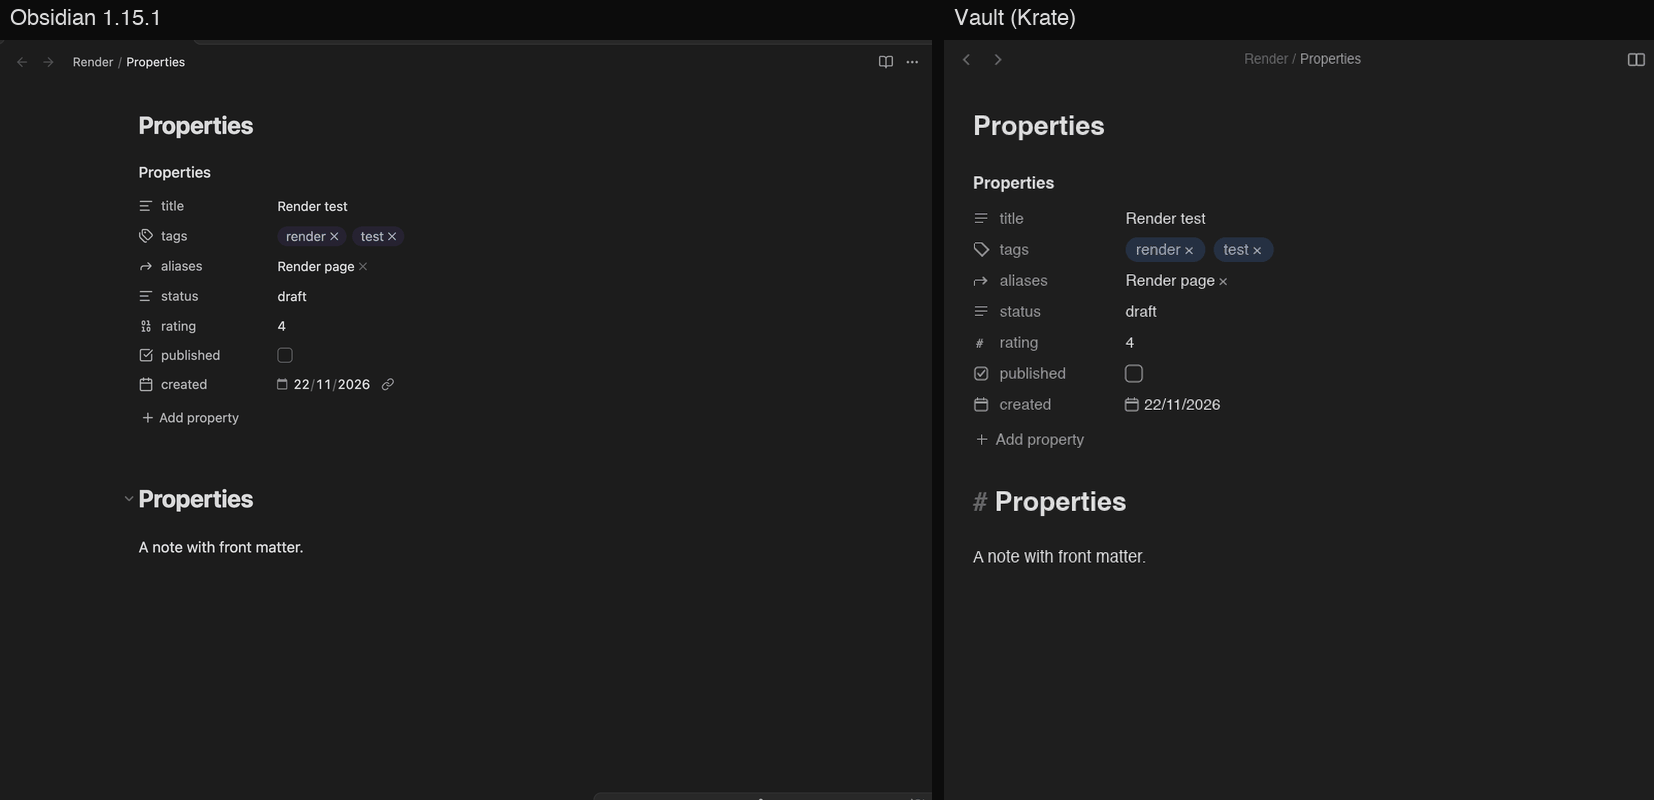 Obsidian 1.15.1
Render / Properties
Properties
Properties
title Render test
tags render × test ×
aliases Render page ×
status draft
rating 4
published
created 22/11/2026
+ Add property
Properties
A note with front matter.
Vault (Krate)
Render / Properties
Properties
Properties
title Render test
tags render × test ×
aliases Render page ×
status draft
# rating 4
published
created 22/11/2026
+ Add property
# Properties
A note with front matter.